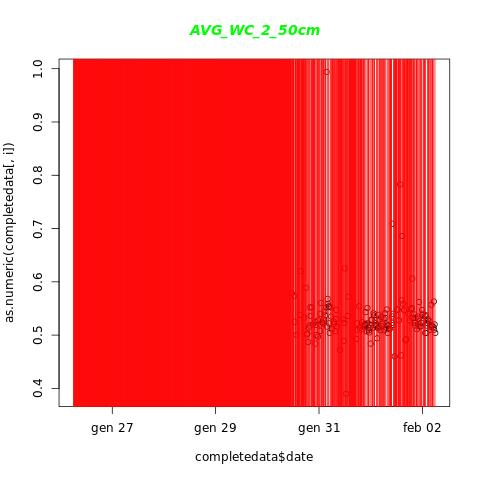 AVG_WC_2_50cm
as.numeric(completedata[, i])
1.0
0.9
0.8
0.7
0.6
0.5
0.4
gen 27 gen 29 gen 31 feb 02
completedata$date